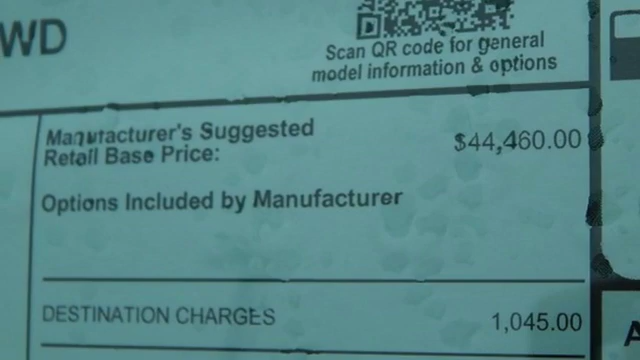 WD
Scan QR code for general
model information & options
Manufacturer's Suggested
Retail Base Price:
$44,460.00
Options Included by Manufacturer
DESTINATION CHARGES
1,045.00
A